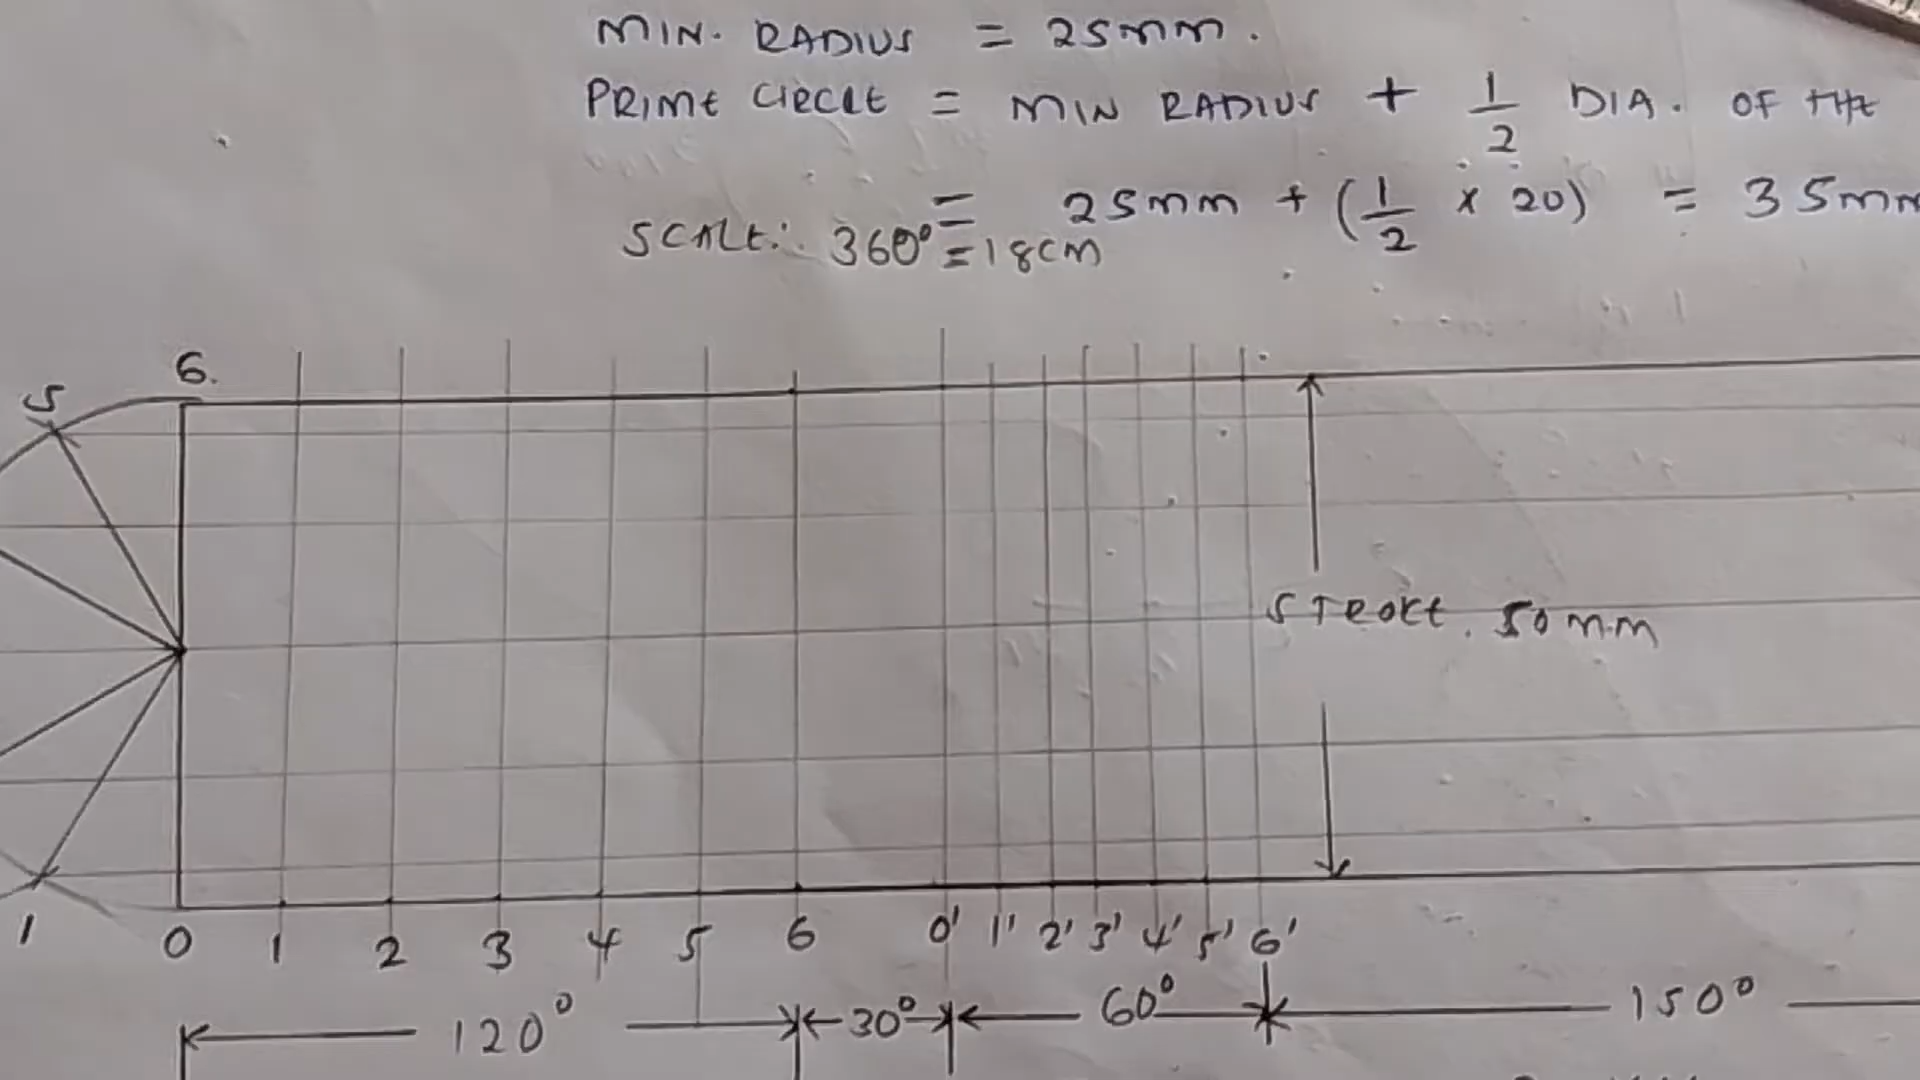 MIN. RADIUS = 25mm.
PRIME CIRCLE = MIN RADIUS + 1/2 DIA. OF THE
= 25mm + (1/2 x 20) = 35mm
SCALE: 360° = 18cm
6.
5
STROKE. 50mm
1 0 1 2 3 4 5 6 0' 1' 2' 3' 4' 5' 6'
120° 30° 60° 150°